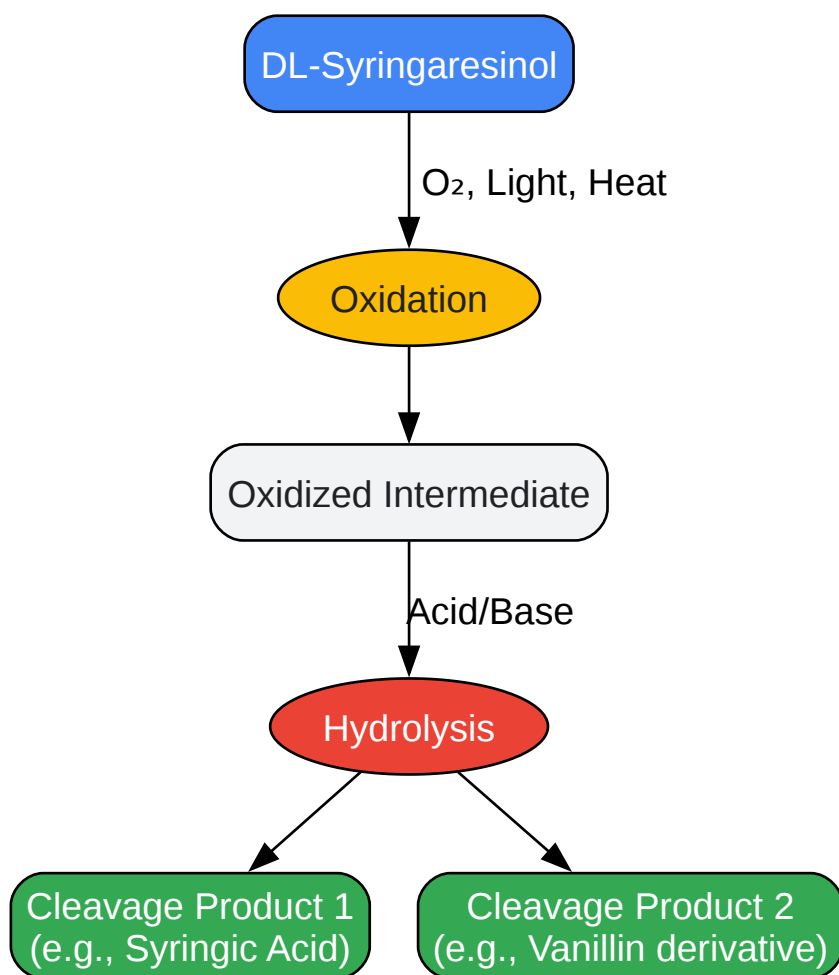 DL-Syringaresinol
O₂, Light, Heat
Oxidation
Oxidized Intermediate
Acid/Base
Hydrolysis
Cleavage Product 1
(e.g., Syringic Acid)
Cleavage Product 2
(e.g., Vanillin derivative)